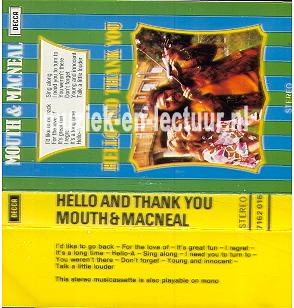 DECCA
MOUTH & MACNEAL
I'd like to go back
For the love of
It's great fun
I regret
It's a long time
Hello-A
Sing along
I need you to turn to
You weren't there
Don't forget
Young and innocent
Talk a little louder
HELLO AND THANK YOU
STEREO
iek-en-lectuur.nl
DECCA
HELLO AND THANK YOU
MOUTH & MACNEAL
STEREO
7162 016
I'd like to go back – For the love of – It's great fun – I regret –
It's a long time – Hello-A – Sing along – I need you to turn to –
You weren't there – Don't forget – Young and innocent –
Talk a little louder
This stereo musicassette is also playable on mono